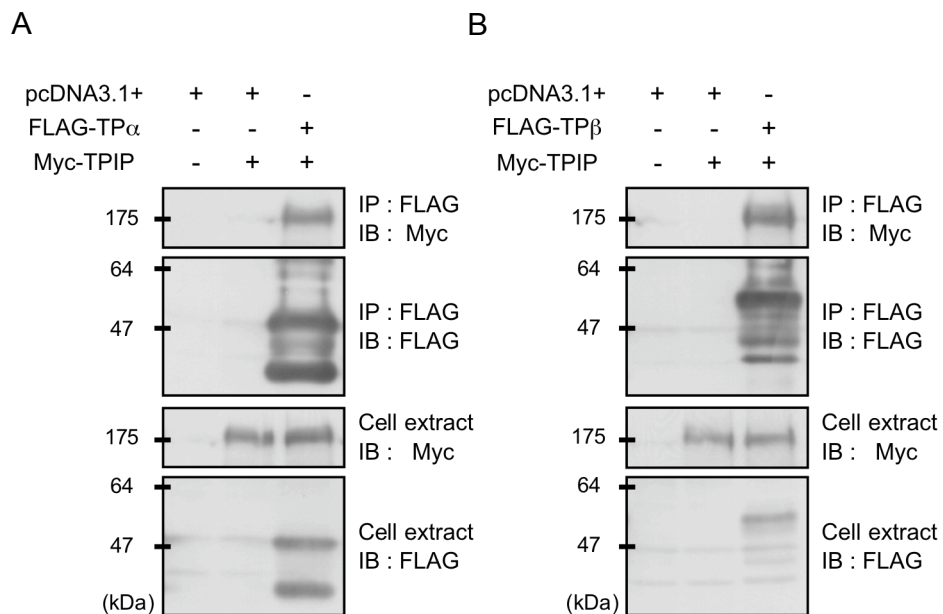 A
pcDNA3.1+ + + -
FLAG-TPα - - +
Myc-TPIP - + +
175
IP : FLAG
IB : Myc
64
47
IP : FLAG
IB : FLAG
175
Cell extract
IB : Myc
64
47
(kDa)
Cell extract
IB : FLAG
B
pcDNA3.1+ + + -
FLAG-TPβ - - +
Myc-TPIP - + +
175
IP : FLAG
IB : Myc
64
47
IP : FLAG
IB : FLAG
175
Cell extract
IB : Myc
64
47
(kDa)
Cell extract
IB : FLAG